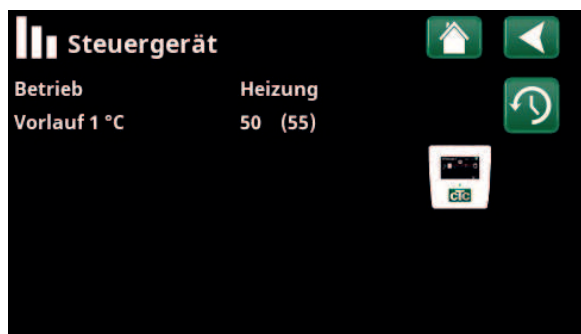 Steuergerät
Betrieb Heizung
Vorlauf 1 °C 50 (55)
CTC